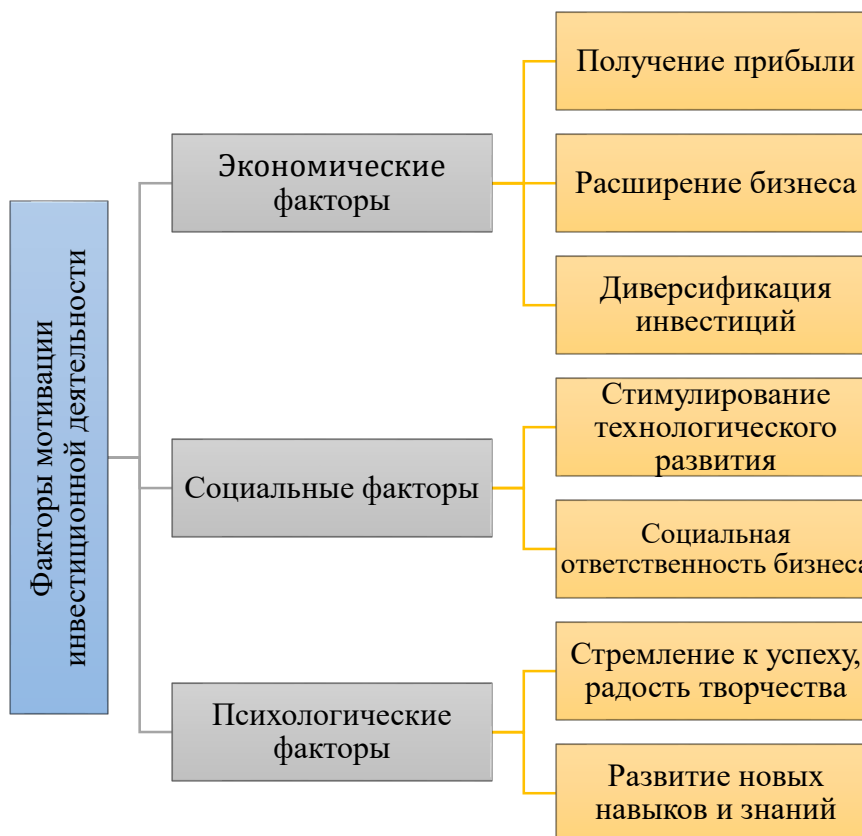 Факторы мотивации
инвестиционной деятельности
Экономические
факторы
Получение прибыли
Расширение бизнеса
Диверсификация
инвестиций
Социальные факторы
Стимулирование
технологического
развития
Социальная
ответственность бизнеса
Психологические
факторы
Стремление к успеху,
радость творчества
Развитие новых
навыков и знаний